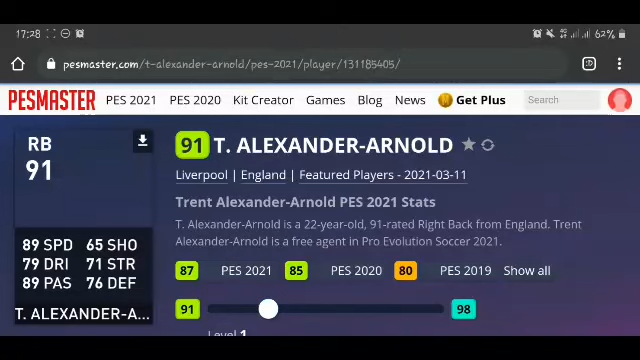 17:28 62%
pesmaster.com/t-alexander-arnold/pes-2021/player/131185405/
PESMASTER PES 2021 PES 2020 Kit Creator Games Blog News Get Plus Search
RB
91
89 SPD 65 SHO
79 DRI 71 STR
89 PAS 76 DEF
T. ALEXANDER-A...
91 T. ALEXANDER-ARNOLD
Liverpool | England | Featured Players - 2021-03-11
Trent Alexander-Arnold PES 2021 Stats
T. Alexander-Arnold is a 22-year-old, 91-rated Right Back from England. Trent
Alexander-Arnold is a free agent in Pro Evolution Soccer 2021.
87 PES 2021 85 PES 2020 80 PES 2019 Show all
91 98
Level 1